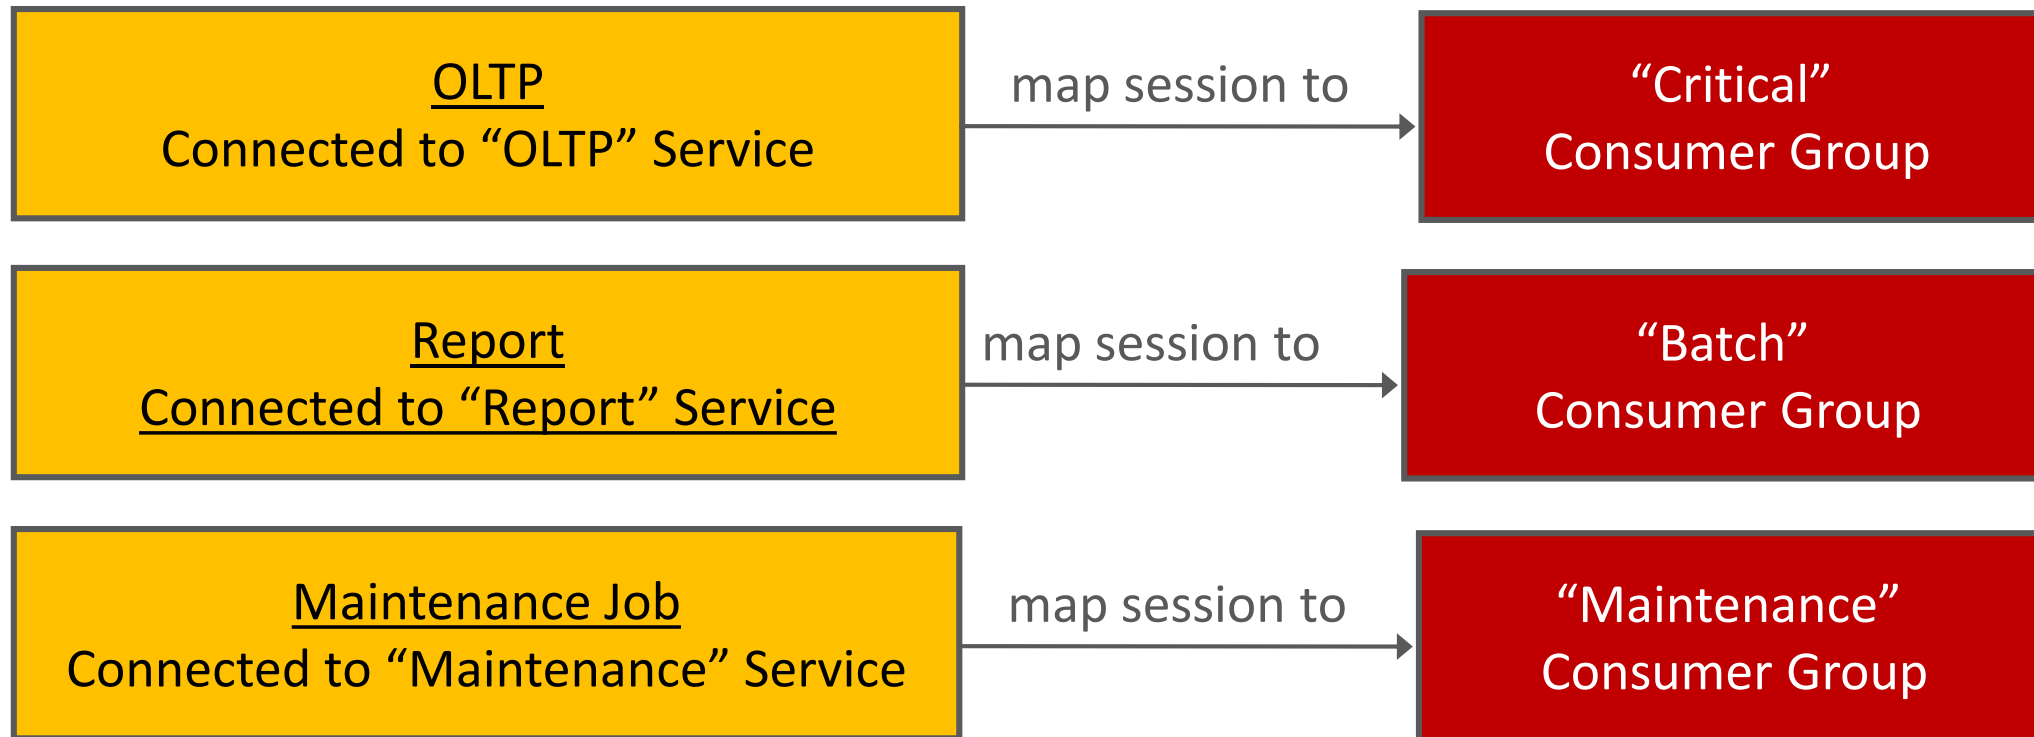 OLTP
Connected to “OLTP” Service
map session to
“Critical”
Consumer Group
Report
Connected to “Report” Service
map session to
“Batch”
Consumer Group
Maintenance Job
Connected to “Maintenance” Service
map session to
“Maintenance”
Consumer Group